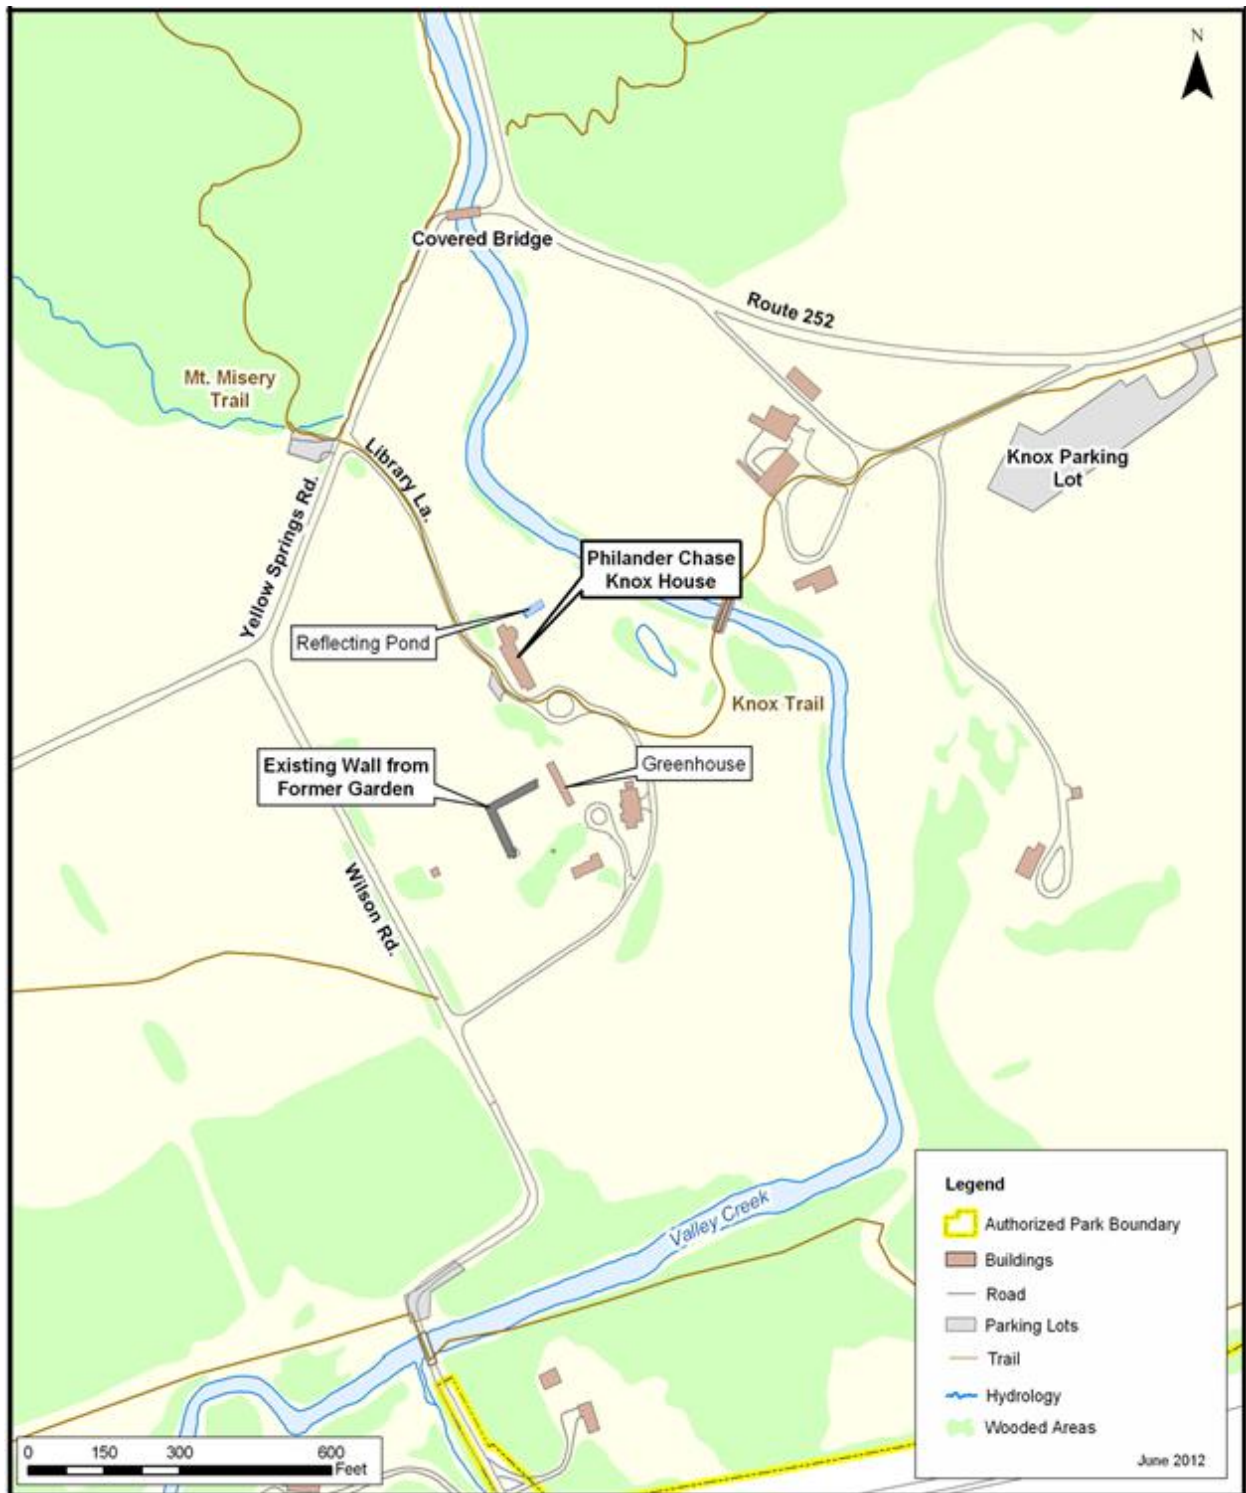 N
Covered Bridge
Route 252
Mt. Misery
Trail
Library La.
Knox Parking
Lot
Yellow Springs Rd.
Philander Chase
Knox House
Reflecting Pond
Knox Trail
Existing Wall from
Former Garden
Greenhouse
Wilson Rd.
Valley Creek
Legend
Authorized Park Boundary
Buildings
Road
Parking Lots
Trail
Hydrology
Wooded Areas
June 2012
0 150 300 600
Feet